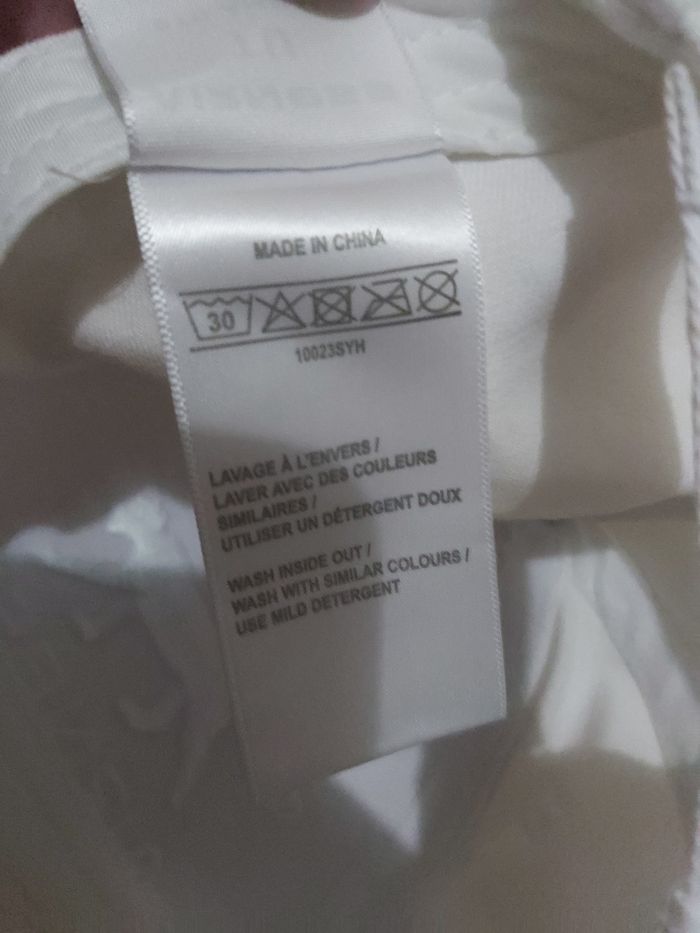 MADE IN CHINA
30
10023SYH
LAVAGE À L'ENVERS /
LAVER AVEC DES COULEURS
SIMILAIRES /
UTILISER UN DÉTERGENT DOUX
WASH INSIDE OUT /
WASH WITH SIMILAR COLOURS /
USE MILD DETERGENT